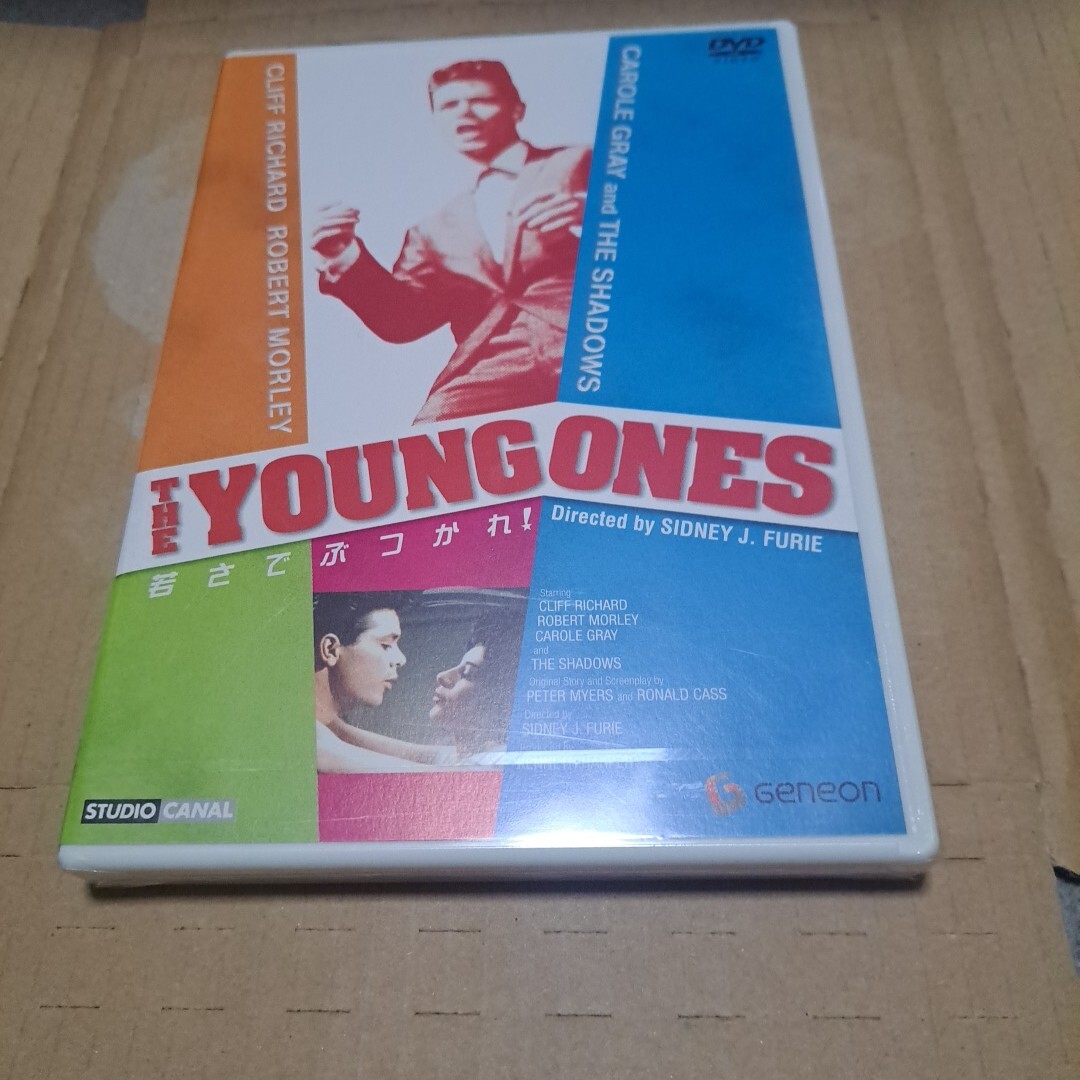 DVD
VIDEO
CLIFF RICHARD ROBERT MORLEY
CAROLE GRAY and THE SHADOWS
THE YOUNG ONES
若さでぶつかれ!
Directed by SIDNEY J. FURIE
Starring
CLIFF RICHARD
ROBERT MORLEY
CAROLE GRAY
and
THE SHADOWS
Original Story and Screenplay by
PETER MYERS and RONALD CASS
Directed by
SIDNEY J. FURIE
STUDIO CANAL
GENEON